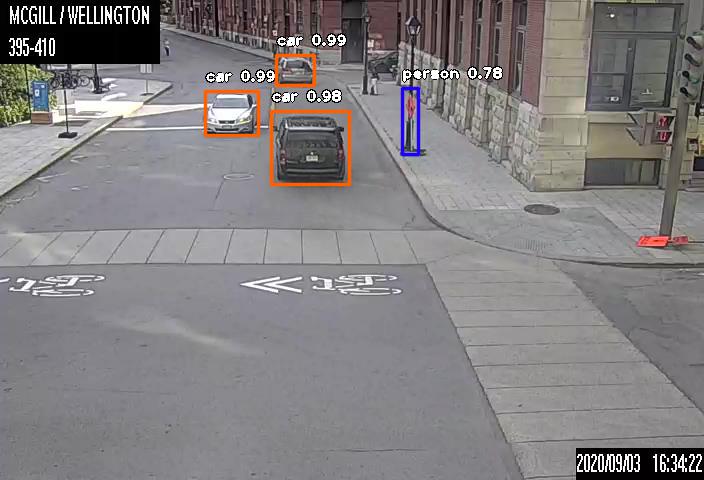 MCGILL / WELLINGTON
395-410
car 0.99
car 0.99
car 0.98
person 0.78
2020/09/03 16:34:22